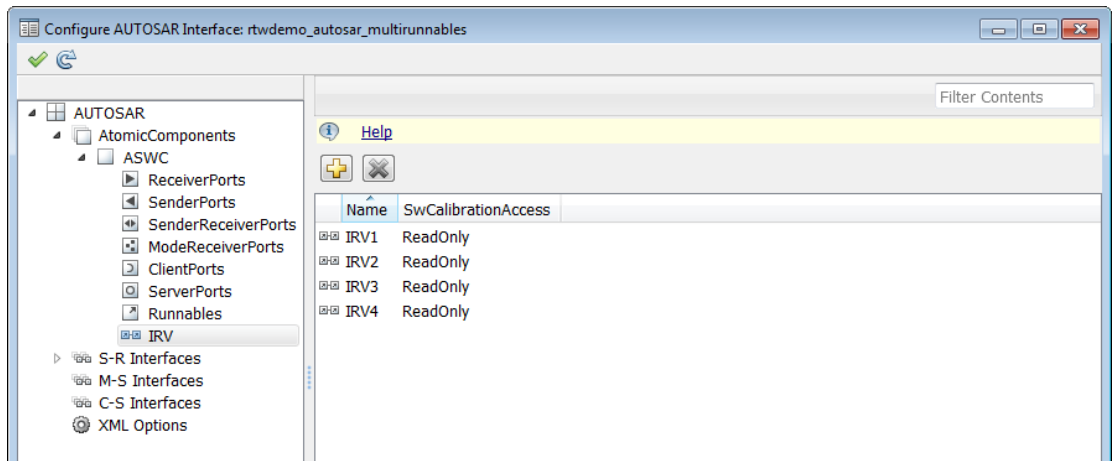 Configure AUTOSAR Interface: rtwdemo_autosar_multirunnables
Filter Contents
AUTOSAR
AtomicComponents
ASWC
ReceiverPorts
SenderPorts
SenderReceiverPorts
ModeReceiverPorts
ClientPorts
ServerPorts
Runnables
IRV
S-R Interfaces
M-S Interfaces
C-S Interfaces
XML Options
Help
Name SwCalibrationAccess
IRV1 ReadOnly
IRV2 ReadOnly
IRV3 ReadOnly
IRV4 ReadOnly